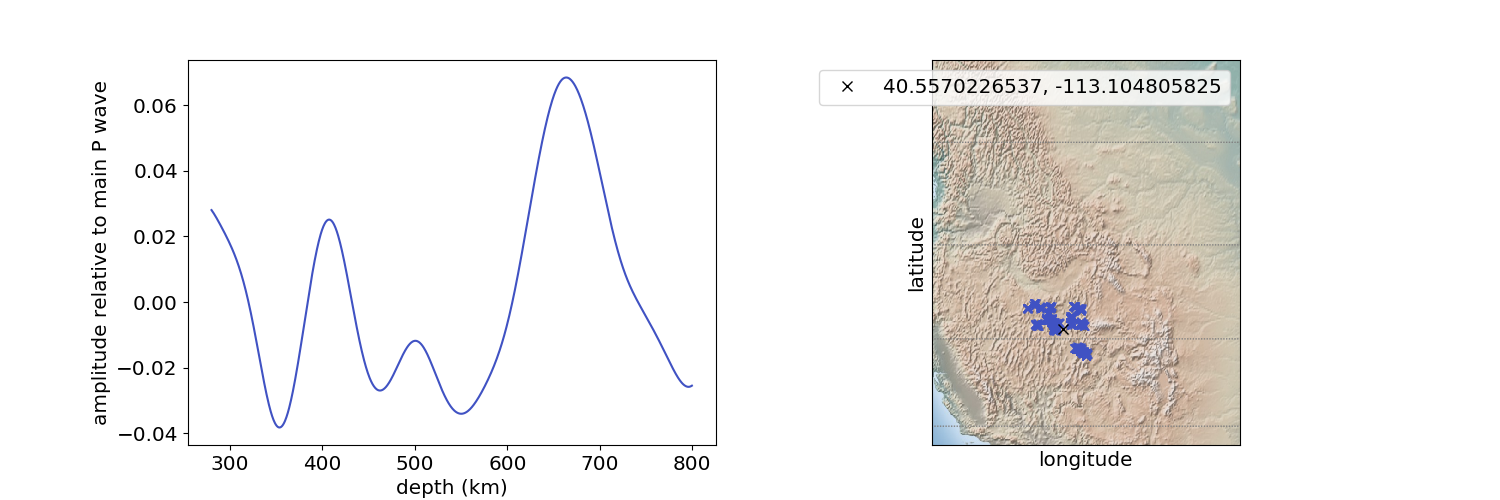 amplitude relative to main P wave
0.06
0.04
0.02
0.00
−0.02
−0.04
300 400 500 600 700 800
depth (km)
× 40.5570226537, -113.104805825
latitude
longitude